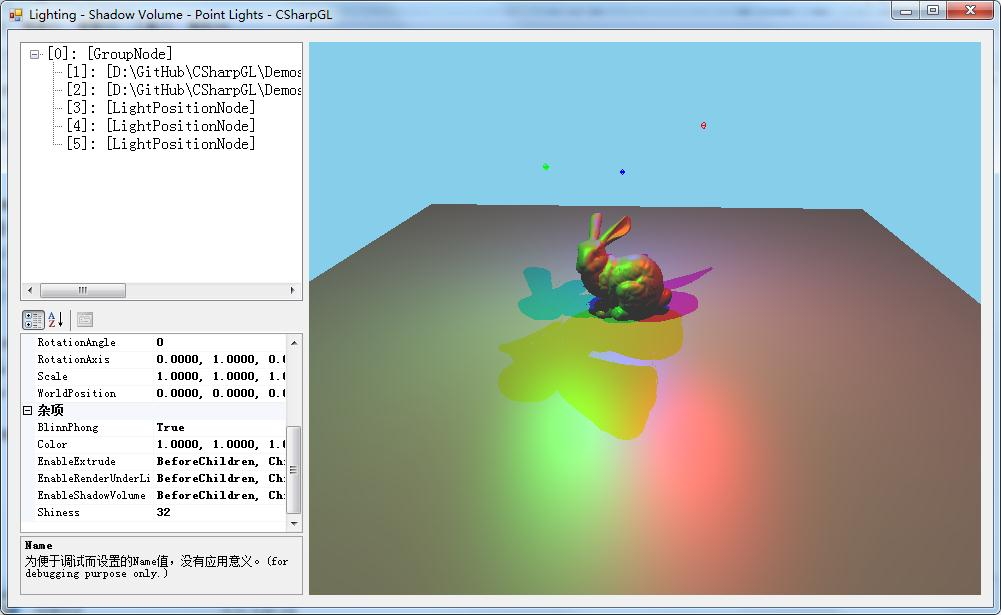 Lighting - Shadow Volume - Point Lights - CSharpGL
[0]: [GroupNode]
[1]: [D:\GitHub\CSharpGL\Demos
[2]: [D:\GitHub\CSharpGL\Demos
[3]: [LightPositionNode]
[4]: [LightPositionNode]
[5]: [LightPositionNode]
RotationAngle 0
RotationAxis 0.0000, 1.0000, 0.0
Scale 1.0000, 1.0000, 1.0
WorldPosition 0.0000, 0.0000, 0.0
杂项
BlinnPhong True
Color 1.0000, 1.0000, 1.0
EnableExtrude BeforeChildren, Chi
EnableRenderUnderLi BeforeChildren, Chi
EnableShadowVolume BeforeChildren, Chi
Shiness 32
Name
为便于调试而设置的Name值，没有应用意义。(for
debugging purpose only.)